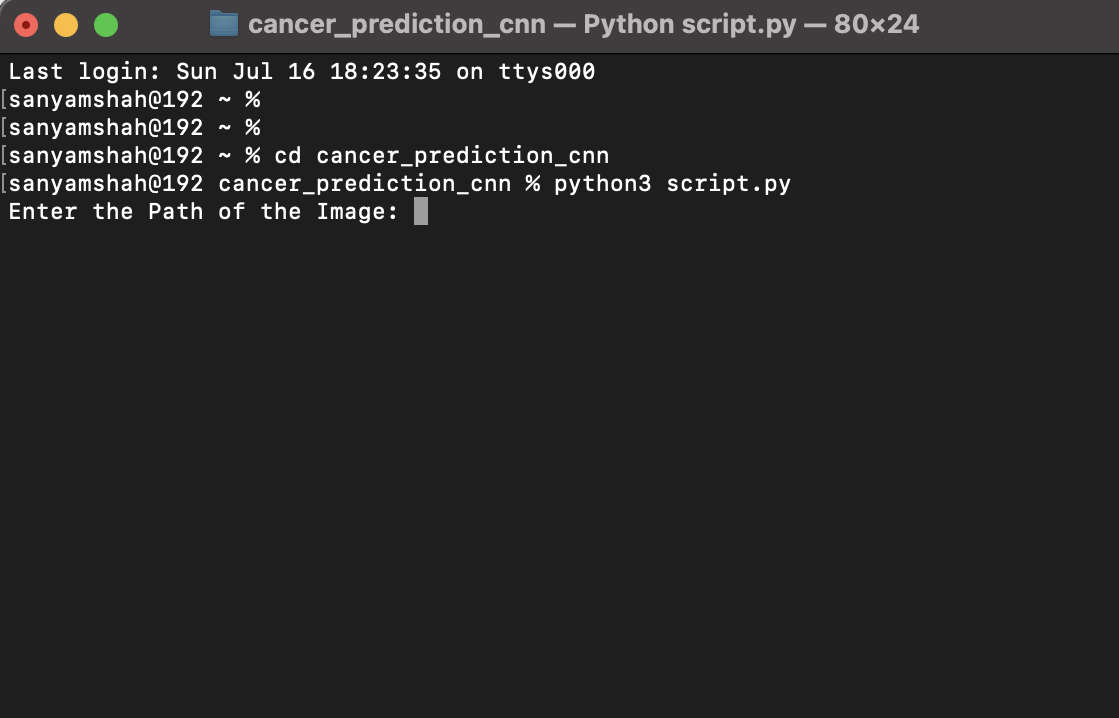 cancer_prediction_cnn — Python script.py — 80×24
Last login: Sun Jul 16 18:23:35 on ttys000
[sanyamshah@192 ~ %
[sanyamshah@192 ~ %
[sanyamshah@192 ~ % cd cancer_prediction_cnn
[sanyamshah@192 cancer_prediction_cnn % python3 script.py
Enter the Path of the Image: